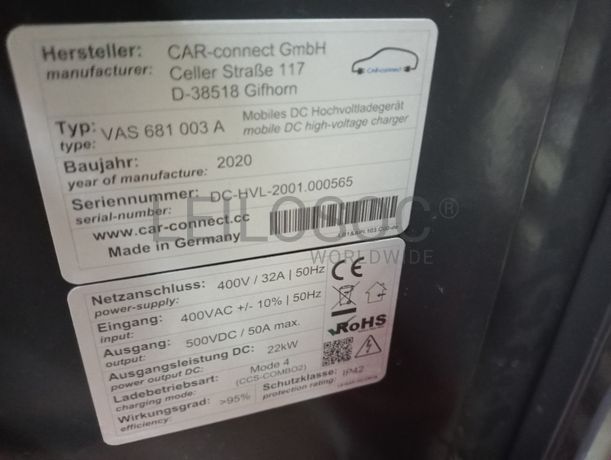 Hersteller: CAR-connect GmbH
manufacturer: Celler Straße 117
D-38518 Gifhorn
CAR-connect
Typ: VAS 681 003 A Mobiles DC Hochvoltladegerät
type: mobile DC high-voltage charger
Baujahr: 2020
year of manufacture:
Seriennummer: DC-HVL-2001.000565
serial-number:
www.car-connect.cc
Made in Germany
LEILOSOC®
WORLDWIDE
Netzanschluss: 400V / 32A | 50Hz
power-supply:
Eingang: 400VAC +/- 10% | 50Hz
input:
Ausgang: 500VDC / 50A max.
output:
Ausgangsleistung DC: 22kW
power output DC:
Ladebetriebsart: Mode 4
charging mode: (CCS-COMBO2)
Wirkungsgrad: >95%
efficiency:
Schutzklasse: IP42
protection rating:
CE
RoHS